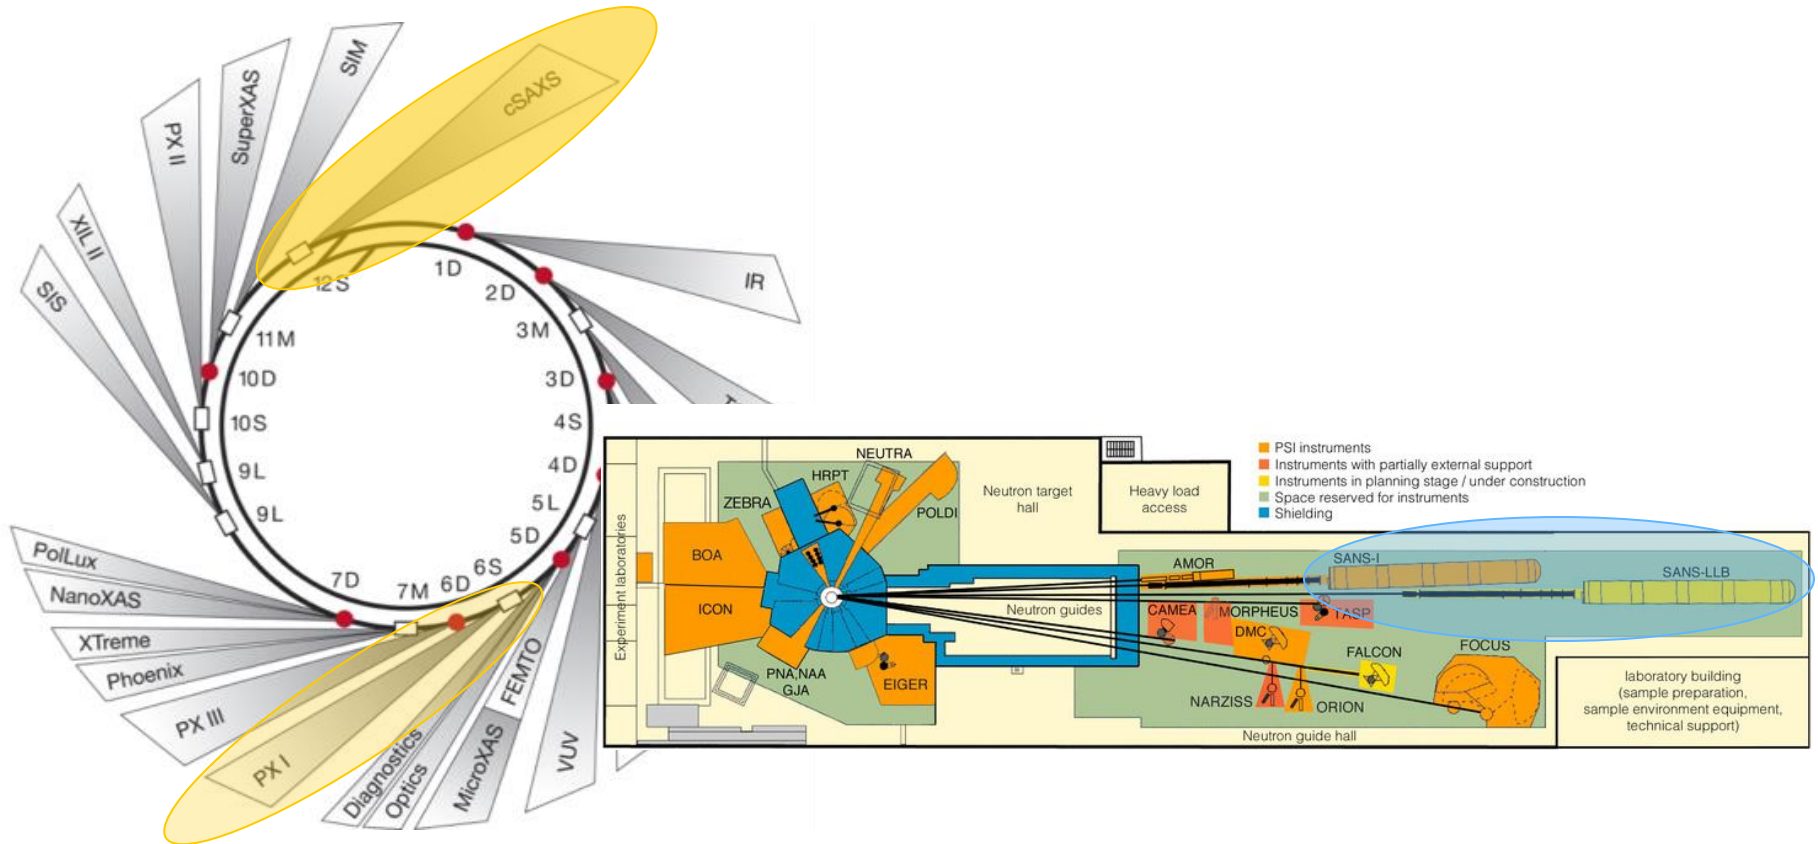 SIM
cSAXS
SuperXAS
PX II
XIL II
SIS
IR
12S
1D
2D
3M
3D
4S
4D
5L
5D
6S
6D
7M
7D
9L
9L
10S
10D
11M
PolLux
NanoXAS
XTreme
Phoenix
PX III
PX I
Diagnostics
Optics
MicroXAS
FEMTO
VUV
PSI instruments
Instruments with partially external support
Instruments in planning stage / under construction
Space reserved for instruments
Shielding
Experiment laboratories
NEUTRA
HRPT
ZEBRA
POLDI
BOA
ICON
PNA,NAA
GJA
EIGER
Neutron target
hall
Heavy load
access
Neutron guides
AMOR
SANS-I
SANS-LLB
CAMEA
MORPHEUS
TASP
DMC
FALCON
FOCUS
NARZISS
ORION
Neutron guide hall
laboratory building
(sample preparation,
sample environment equipment,
technical support)